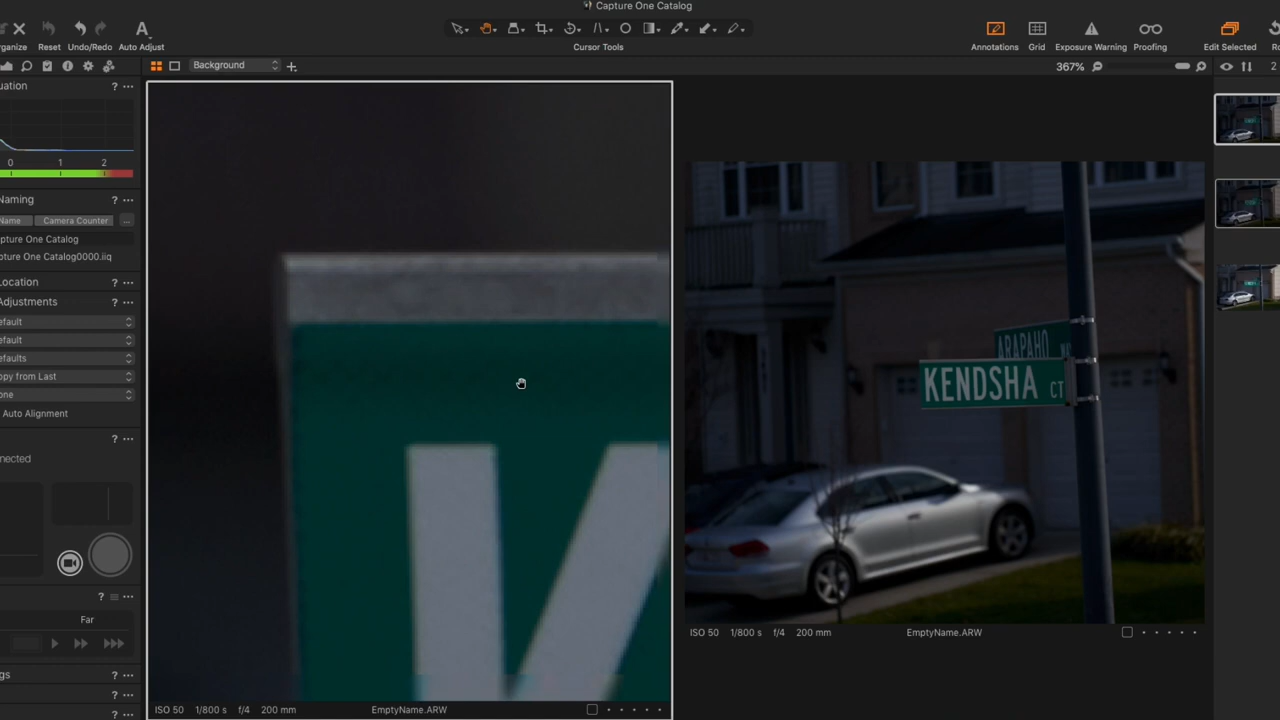 Capture One Catalog
rganize
Reset
Undo/Redo
Auto Adjust
Cursor Tools
Annotations
Grid
Exposure Warning
Proofing
Edit Selected
Background
367%
2
uation
0 1 2
Naming
Name
Camera Counter
...
pture One Catalog
pture One Catalog0000.iiq
Location
Adjustments
efault
efault
efaults
opy from Last
one
Auto Alignment
nected
Far
gs
ARAPAHO
KENDSHA CT
ISO 50 1/800 s f/4 200 mm EmptyName.ARW
ISO 50 1/800 s f/4 200 mm EmptyName.ARW